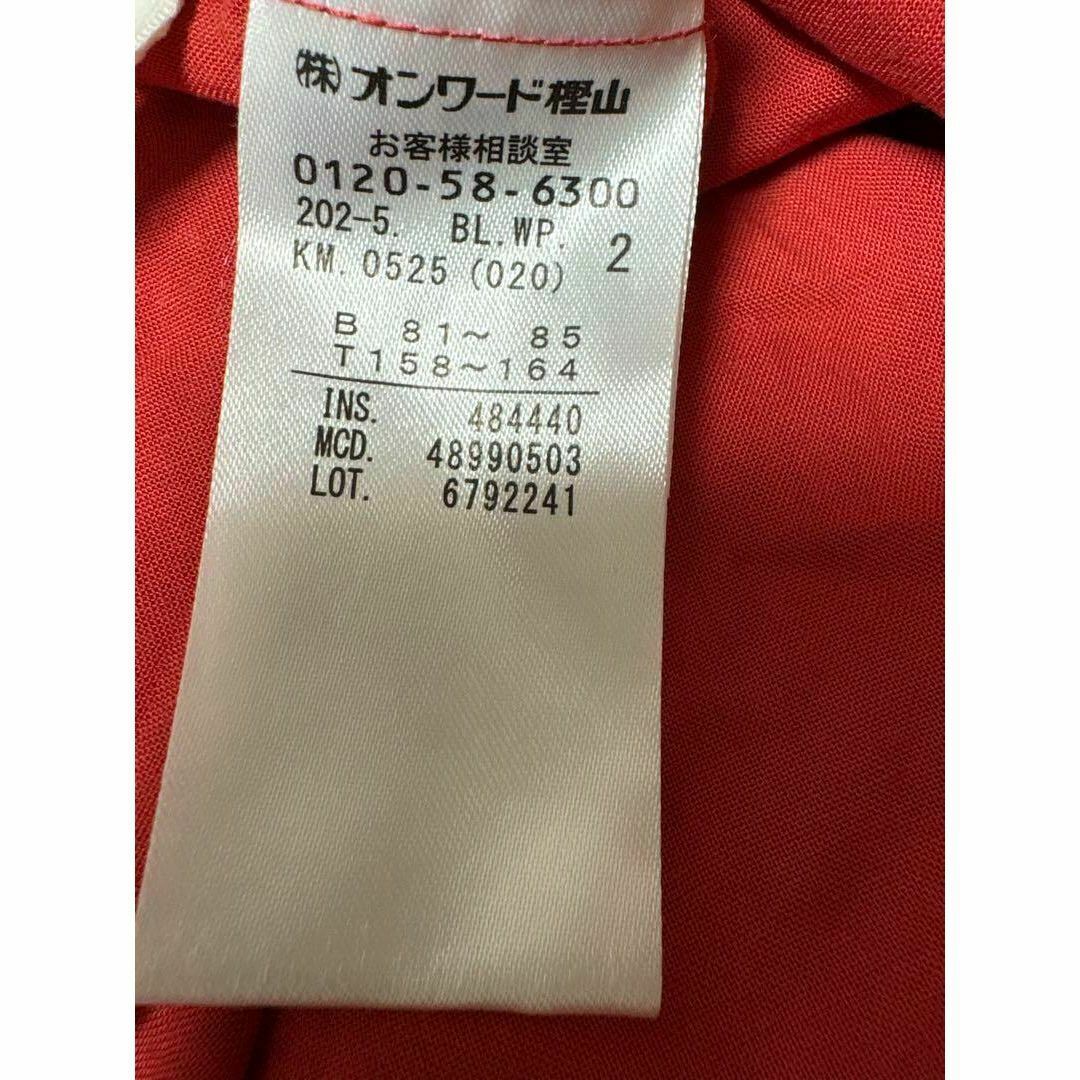 ㈱オンワード樫山
お客様相談室
0120-58-6300
202-5. BL.WP. 2
KM.0525(020)
B 81〜 85
T158〜164
INS. 484440
MCD. 48990503
LOT. 6792241